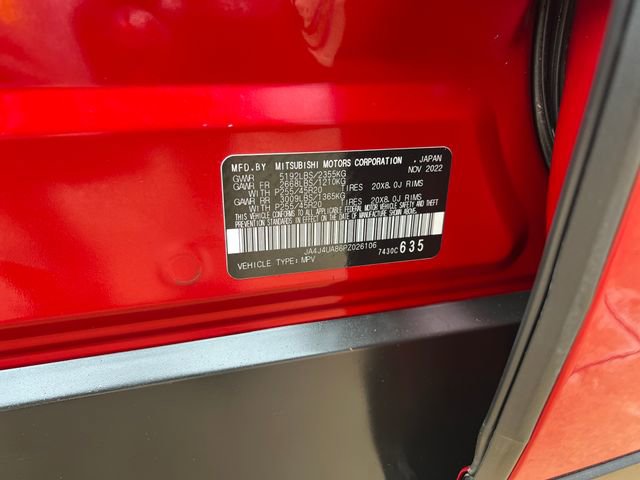 MFD.BY MITSUBISHI MOTORS CORPORATION , JAPAN
GWWR 5192LBS/2355KG NOV 2022
GAWR FR 2668LBS/1210KG
WITH P255/45R20 TIRES 20X8.0J RIMS
GAWR RR 3009LBS/1365KG
WITH P255/45R20 TIRES 20X8.0J RIMS
THIS VEHICLE CONFORMS TO ALL APPLICABLE FEDERAL MOTOR VEHICLE SAFETY, BUMPER, AND THEFT
PREVENTION STANDARDS IN EFFECT ON THE DATE OF MANUFACTURE SHOWN ABOVE.
JA4J4UA86PZ026106 7430C 635
VEHICLE TYPE: MPV